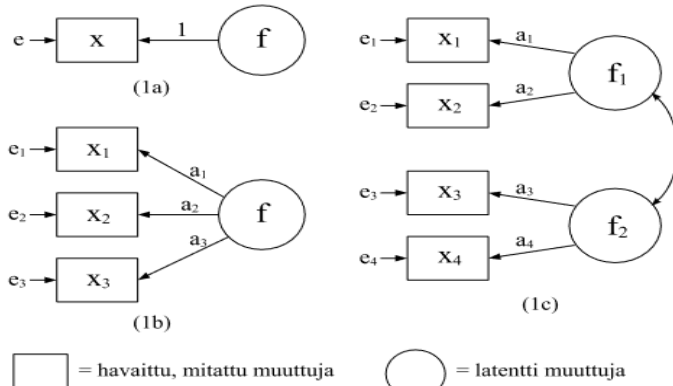 e x 1 f
(1a)
e₁ x₁ a₁
e₂ x₂ a₂ f
e₃ x₃ a₃
(1b)
e₁ x₁ a₁
e₂ x₂ a₂ f₁
e₃ x₃ a₃
e₄ x₄ a₄ f₂
(1c)
= havaittu, mitattu muuttuja
= latentti muuttuja